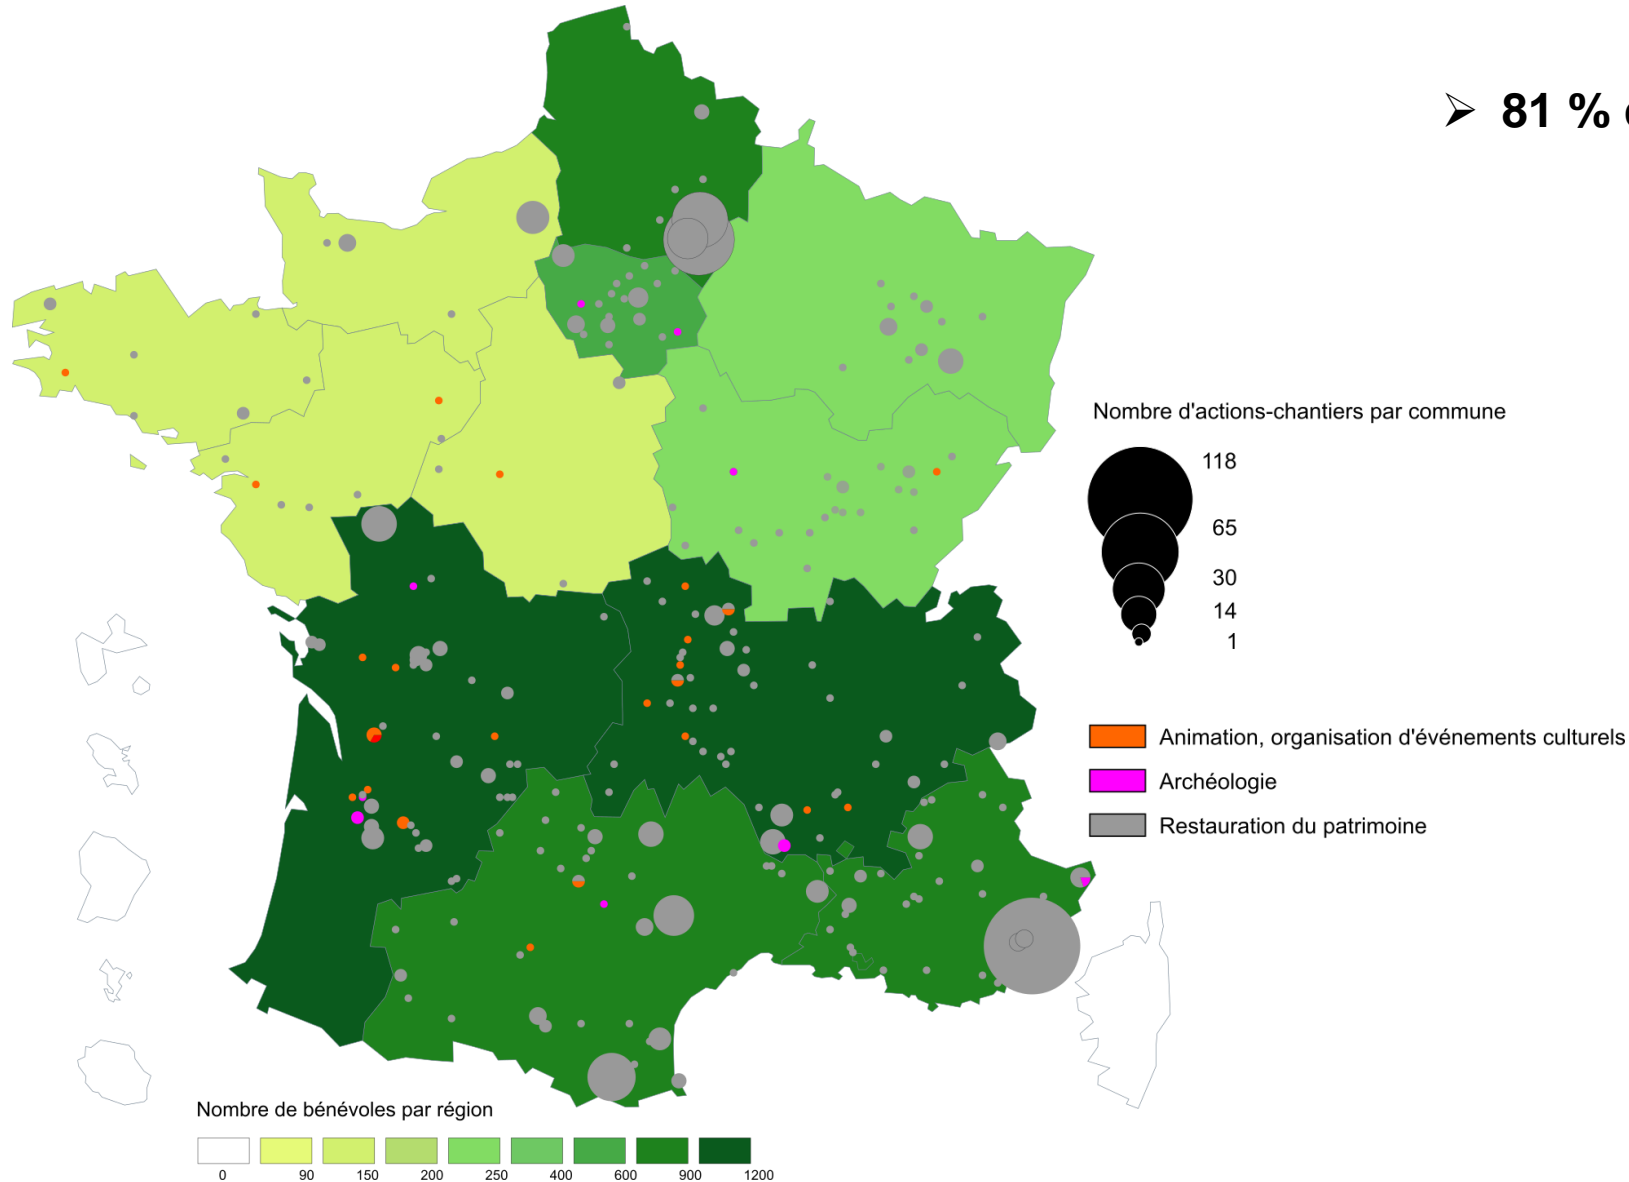 ➢ 81 %
Nombre d'actions-chantiers par commune
118
65
30
14
1
Animation, organisation d'événements culturels
Archéologie
Restauration du patrimoine
Nombre de bénévoles par région
0 90 150 200 250 400 600 900 1200